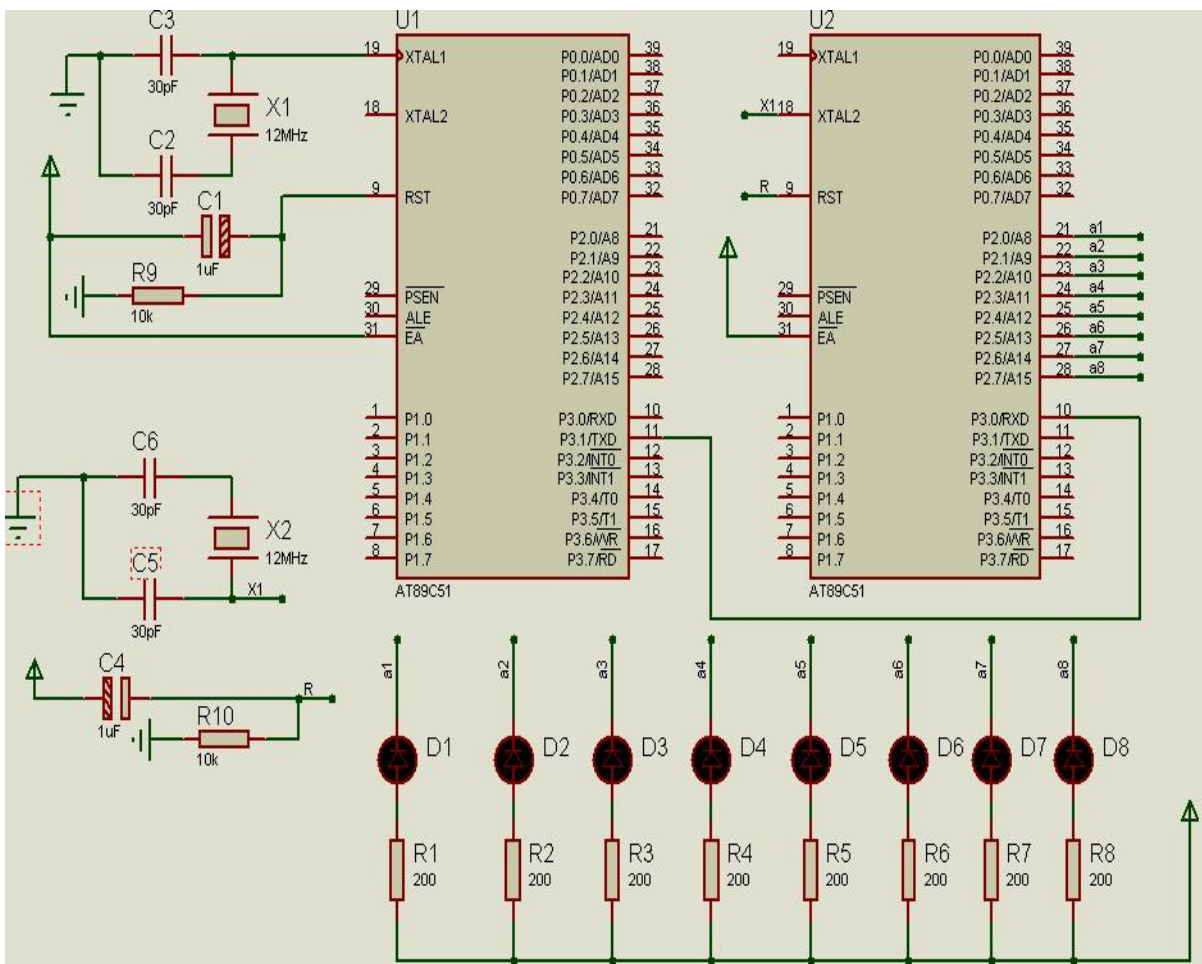 C3
30pF
X1
12MHz
C2
30pF
C1
1uF
R9
10k
U1
19 XTAL1
18 XTAL2
9 RST
29 PSEN
30 ALE
31 EA
1 P1.0
2 P1.1
3 P1.2
4 P1.3
5 P1.4
6 P1.5
7 P1.6
8 P1.7
P0.0/AD0 39
P0.1/AD1 38
P0.2/AD2 37
P0.3/AD3 36
P0.4/AD4 35
P0.5/AD5 34
P0.6/AD6 33
P0.7/AD7 32
P2.0/A8 21
P2.1/A9 22
P2.2/A10 23
P2.3/A11 24
P2.4/A12 25
P2.5/A13 26
P2.6/A14 27
P2.7/A15 28
P3.0/RXD 10
P3.1/TXD 11
P3.2/INT0 12
P3.3/INT1 13
P3.4/T0 14
P3.5/T1 15
P3.6/WR 16
P3.7/RD 17
AT89C51
U2
19 XTAL1
X1 18 XTAL2
R 9 RST
29 PSEN
30 ALE
31 EA
1 P1.0
2 P1.1
3 P1.2
4 P1.3
5 P1.4
6 P1.5
7 P1.6
8 P1.7
P0.0/AD0 39
P0.1/AD1 38
P0.2/AD2 37
P0.3/AD3 36
P0.4/AD4 35
P0.5/AD5 34
P0.6/AD6 33
P0.7/AD7 32
P2.0/A8 21 a1
P2.1/A9 22 a2
P2.2/A10 23 a3
P2.3/A11 24 a4
P2.4/A12 25 a5
P2.5/A13 26 a6
P2.6/A14 27 a7
P2.7/A15 28 a8
P3.0/RXD 10
P3.1/TXD 11
P3.2/INT0 12
P3.3/INT1 13
P3.4/T0 14
P3.5/T1 15
P3.6/WR 16
P3.7/RD 17
AT89C51
C6
30pF
X2
12MHz
C5
30pF
X1
C4
1uF
R
R10
10k
a1 a2 a3 a4 a5 a6 a7 a8
D1 D2 D3 D4 D5 D6 D7 D8
R1 R2 R3 R4 R5 R6 R7 R8
200 200 200 200 200 200 200 200